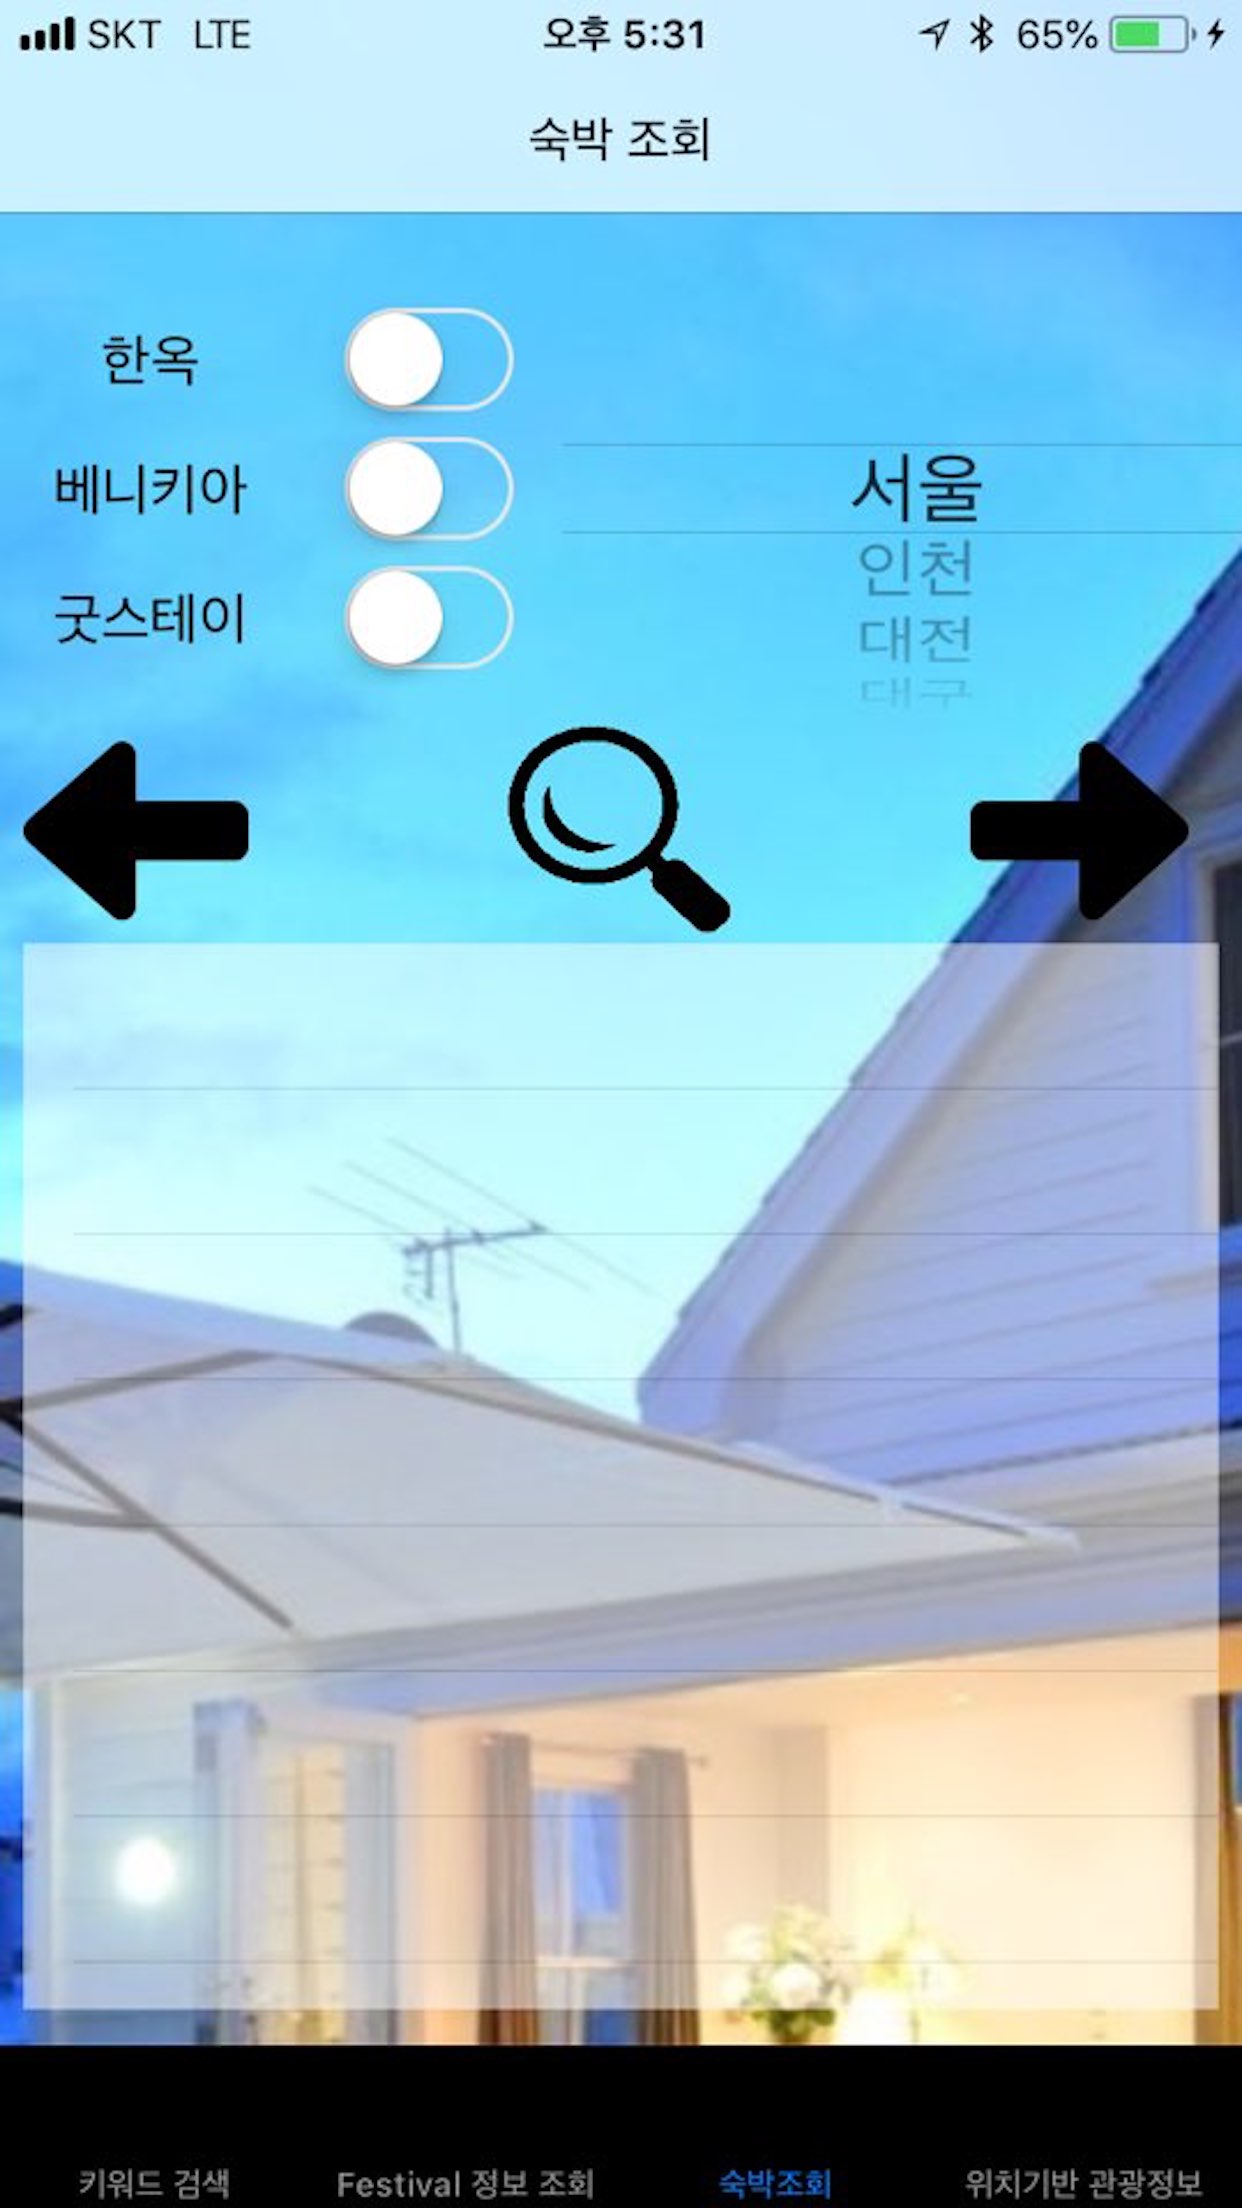 SKT LTE 오후 5:31 65%
숙박 조회
한옥
베니키아
굿스테이
서울
인천
대전
대구
키워드 검색 Festival 정보 조회 숙박조회 위치기반 관광정보